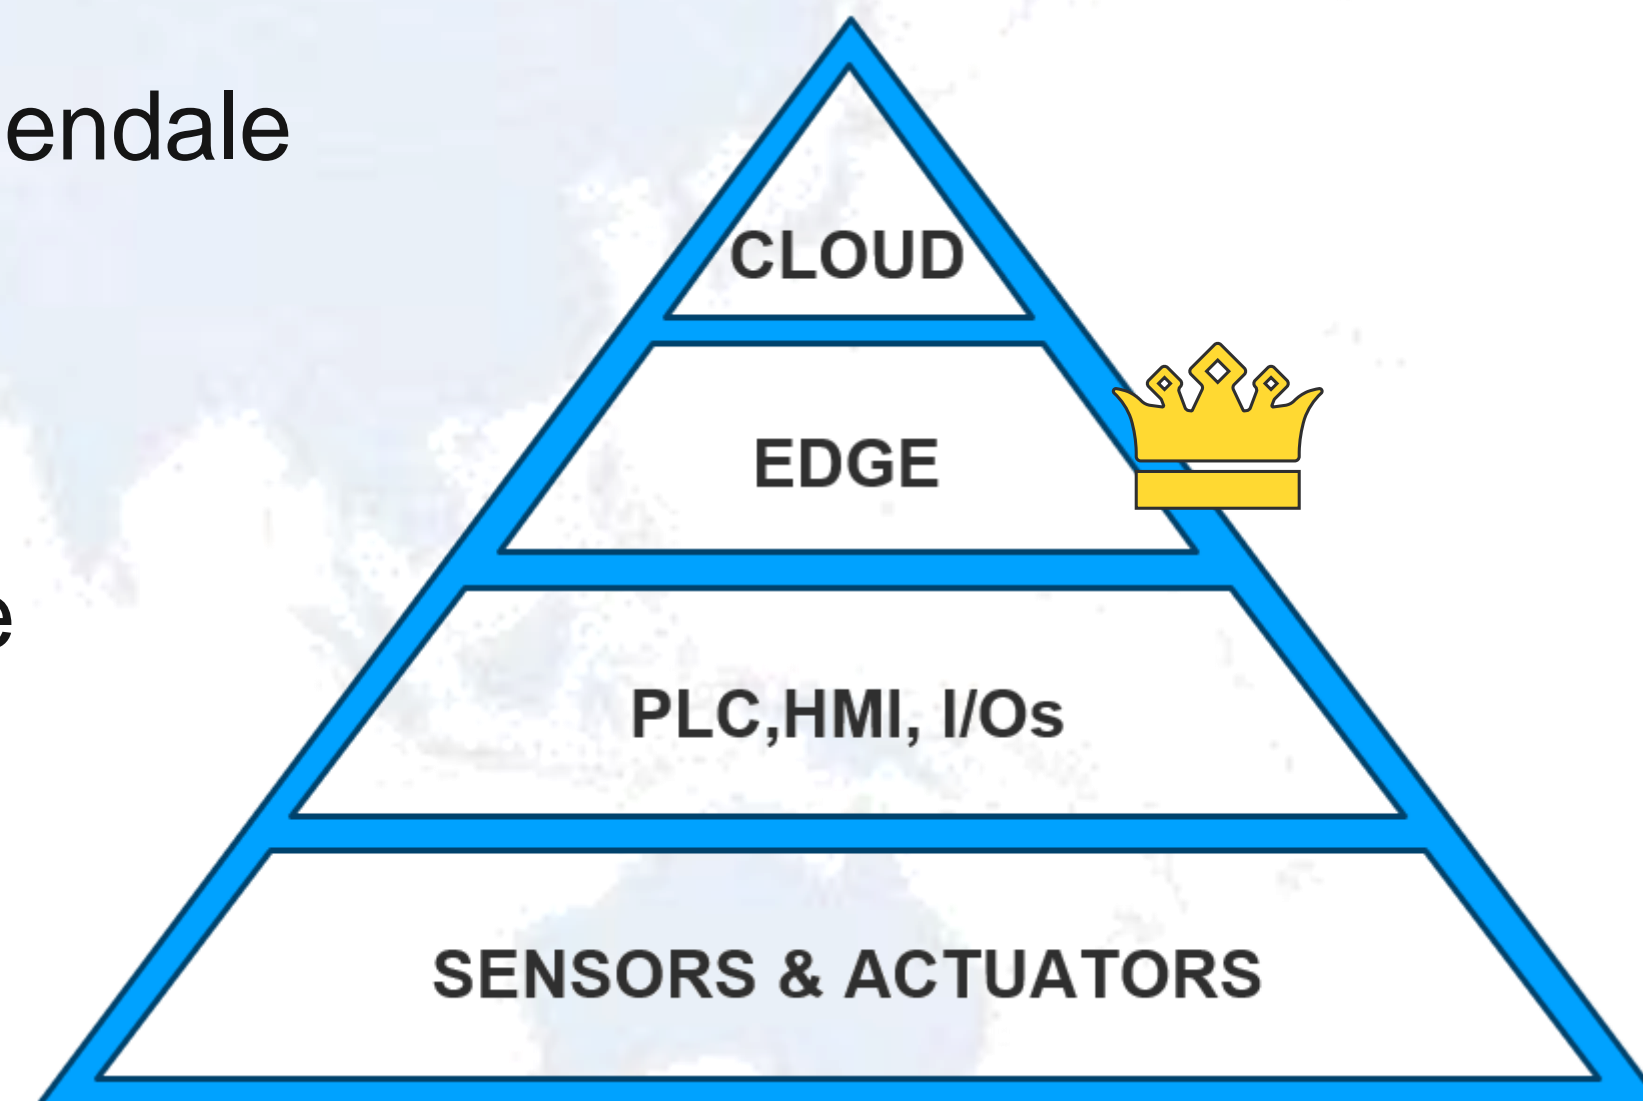 endale
CLOUD
EDGE
e
PLC,HMI, I/Os
SENSORS & ACTUATORS